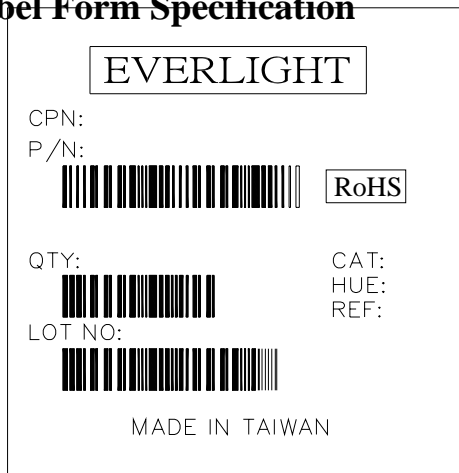 bel Form Specification
EVERLIGHT
CPN:
P/N:
RoHS
QTY:
CAT:
HUE:
REF:
LOT NO:
MADE IN TAIWAN